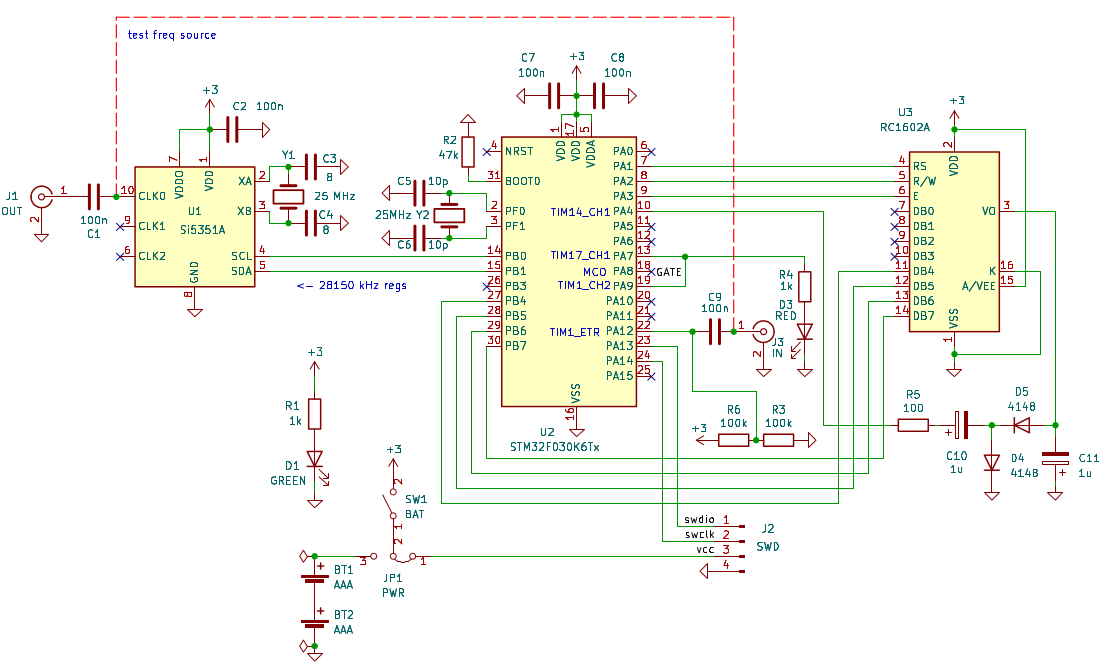 test freq source
C7
+3
C8
100n
100n
+3
C2 100n
U3
+3
RC1602A
R2
47k
1
17
5
2
VDD
VDD
VDDA
VDD
7
1
VDDO
VDD
Y1
C3
8
25 MHz
C4
8
XA
2
XB
3
J1
OUT
1
2
100n
C1
10
CLK0
9
CLK1
6
CLK2
U1
Si5351A
SCL
4
SDA
5
GND
8
C5
10p
25MHz Y2
C6
10p
<- 28150 kHz regs
4
NRST
31
BOOT0
2
PF0
3
PF1
14
PB0
15
PB1
26
PB3
27
PB4
28
PB5
29
PB6
30
PB7
PA0
6
PA1
7
PA2
8
PA3
9
TIM14_CH1
PA4
10
PA5
11
PA6
12
TIM17_CH1
PA7
13
MCO
PA8
18
GATE
TIM1_CH2
PA9
19
PA10
20
PA11
21
TIM1_ETR
PA12
22
PA13
23
PA14
24
PA15
25
VSS
16
U2
STM32F030K6Tx
4
RS
5
R/W
6
E
7
DB0
8
DB1
9
DB2
10
DB3
11
DB4
12
DB5
13
DB6
14
DB7
VO
3
K
16
A/VEE
15
VSS
1
R4
1k
D3
RED
C9
100n
1
2
J3
IN
+3
R6
100k
R3
100k
R5
100
D5
4148
+
C10
1u
D4
4148
C11
1u
+
+3
R1
1k
D1
GREEN
+3
2
SW1
BAT
1
2
3
1
JP1
PWR
+
BT1
AAA
+
BT2
AAA
swdio
1
swclk
2
vcc
3
4
J2
SWD